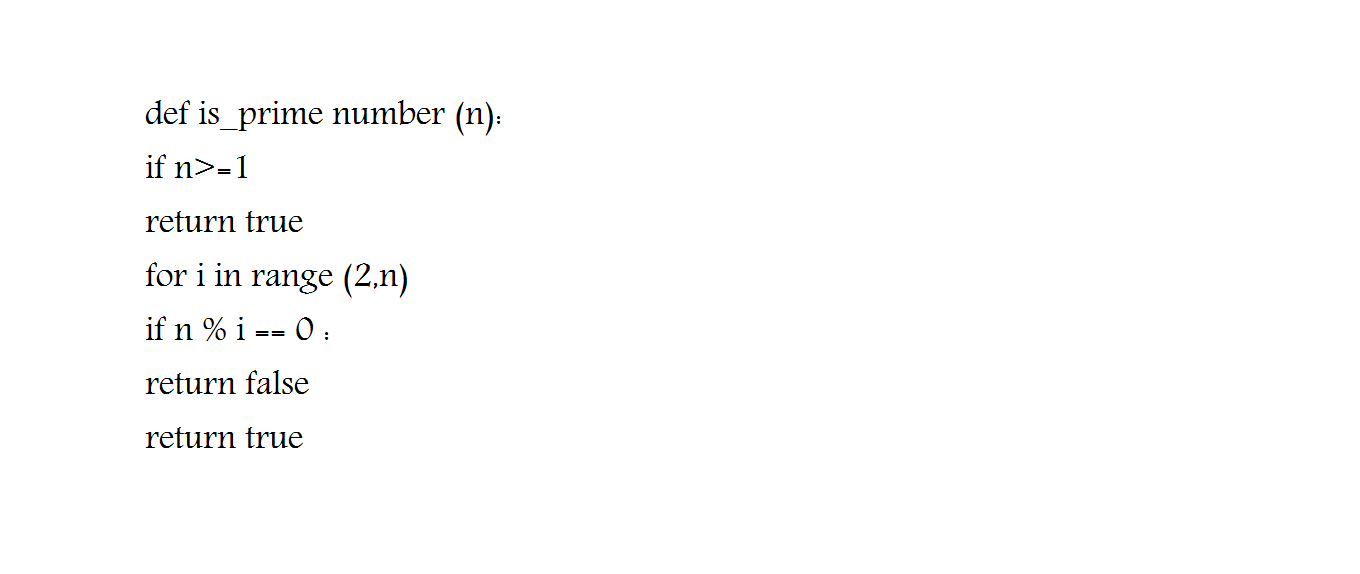 def is_prime number (n):
if n>=1
return true
for i in range (2,n)
if n % i == 0 :
return false
return true